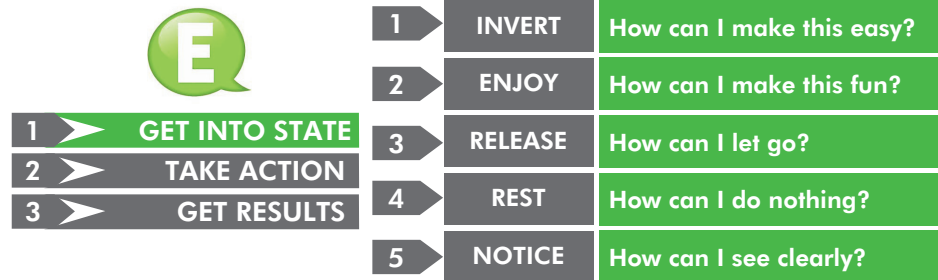 E
1 GET INTO STATE
2 TAKE ACTION
3 GET RESULTS
1 INVERT How can I make this easy?
2 ENJOY How can I make this fun?
3 RELEASE How can I let go?
4 REST How can I do nothing?
5 NOTICE How can I see clearly?